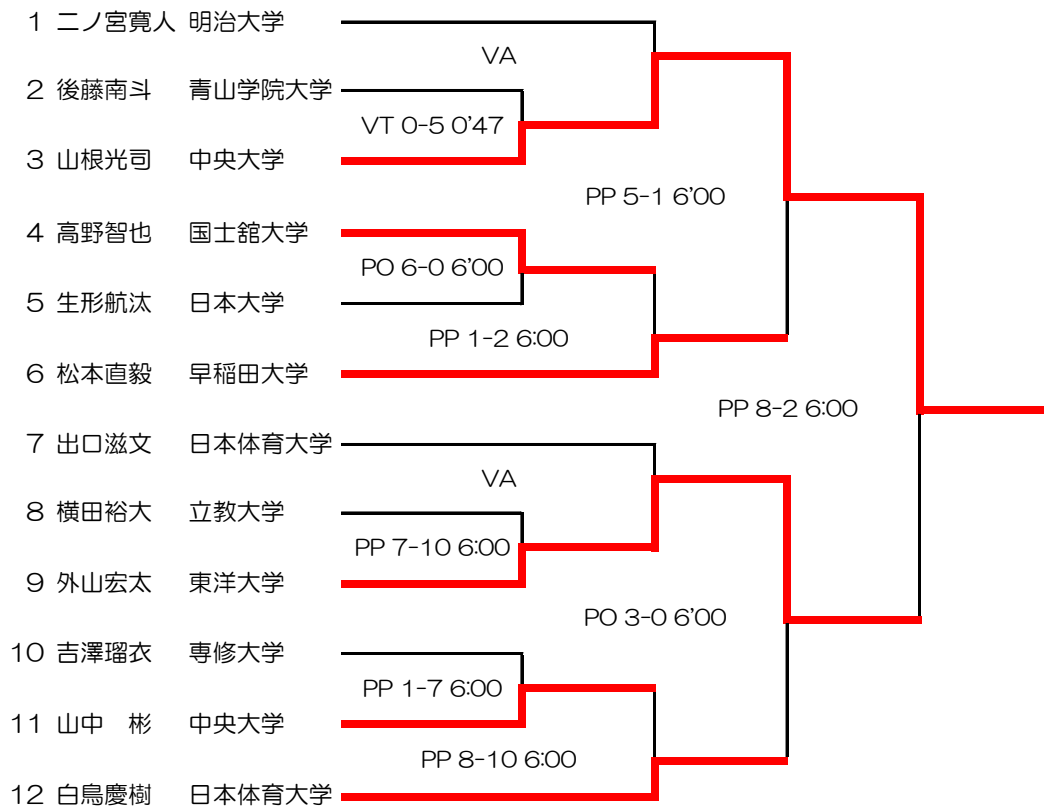 1 二ノ宮寛人 明治大学
VA
2 後藤南斗 青山学院大学
VT 0-5 0'47
3 山根光司 中央大学
PP 5-1 6'00
4 高野智也 国士舘大学
PO 6-0 6'00
5 生形航汰 日本大学
PP 1-2 6:00
6 松本直毅 早稲田大学
PP 8-2 6:00
7 出口滋文 日本体育大学
VA
8 横田裕大 立教大学
PP 7-10 6:00
9 外山宏太 東洋大学
PO 3-0 6'00
10 吉澤瑠衣 専修大学
PP 1-7 6:00
11 山中 彬 中央大学
PP 8-10 6:00
12 白鳥慶樹 日本体育大学